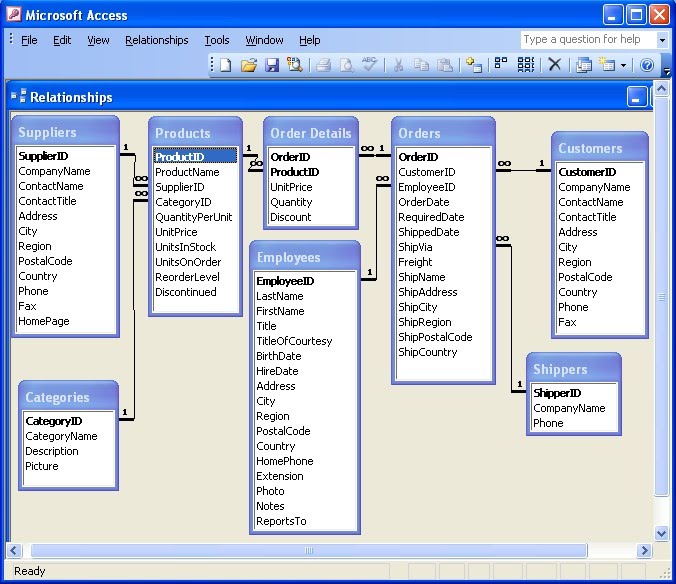 Microsoft Access
File Edit View Relationships Tools Window Help
Type a question for help
ABC
Relationships
Suppliers
SupplierID
CompanyName
ContactName
ContactTitle
Address
City
Region
PostalCode
Country
Phone
Fax
HomePage
1
∞
Products
ProductID
ProductName
SupplierID
CategoryID
QuantityPerUnit
UnitPrice
UnitsInStock
UnitsOnOrder
ReorderLevel
Discontinued
∞
1
∞
Order Details
OrderID
ProductID
UnitPrice
Quantity
Discount
∞ 1
Orders
OrderID
CustomerID
EmployeeID
OrderDate
RequiredDate
ShippedDate
ShipVia
Freight
ShipName
ShipAddress
ShipCity
ShipRegion
ShipPostalCode
ShipCountry
∞ 1
Customers
CustomerID
CompanyName
ContactName
ContactTitle
Address
City
Region
PostalCode
Country
Phone
Fax
∞
1
Employees
EmployeeID
LastName
FirstName
Title
TitleOfCourtesy
BirthDate
HireDate
Address
City
Region
PostalCode
Country
HomePhone
Extension
Photo
Notes
ReportsTo
∞
1
Shippers
ShipperID
CompanyName
Phone
Categories
CategoryID
CategoryName
Description
Picture
1
Ready